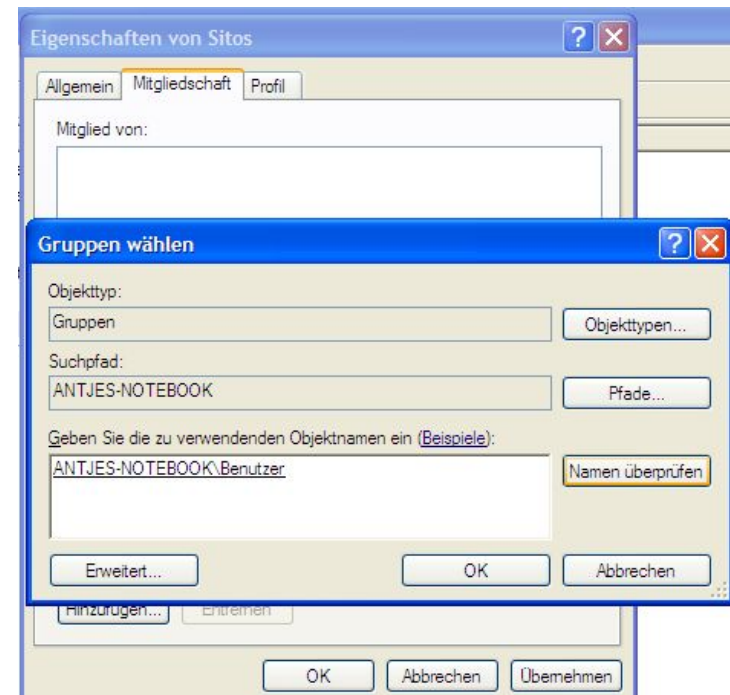 Eigenschaften von Sitos
Allgemein Mitgliedschaft Profil
Mitglied von:
Gruppen wählen
Objekttyp:
Gruppen Objekttypen...
Suchpfad:
ANTJES-NOTEBOOK Pfade...
Geben Sie die zu verwendenden Objektnamen ein (Beispiele):
ANTJES-NOTEBOOK\Benutzer Namen überprüfen
Erweitert... OK Abbrechen
Hinzufügen... Entfernen
OK Abbrechen Übernehmen